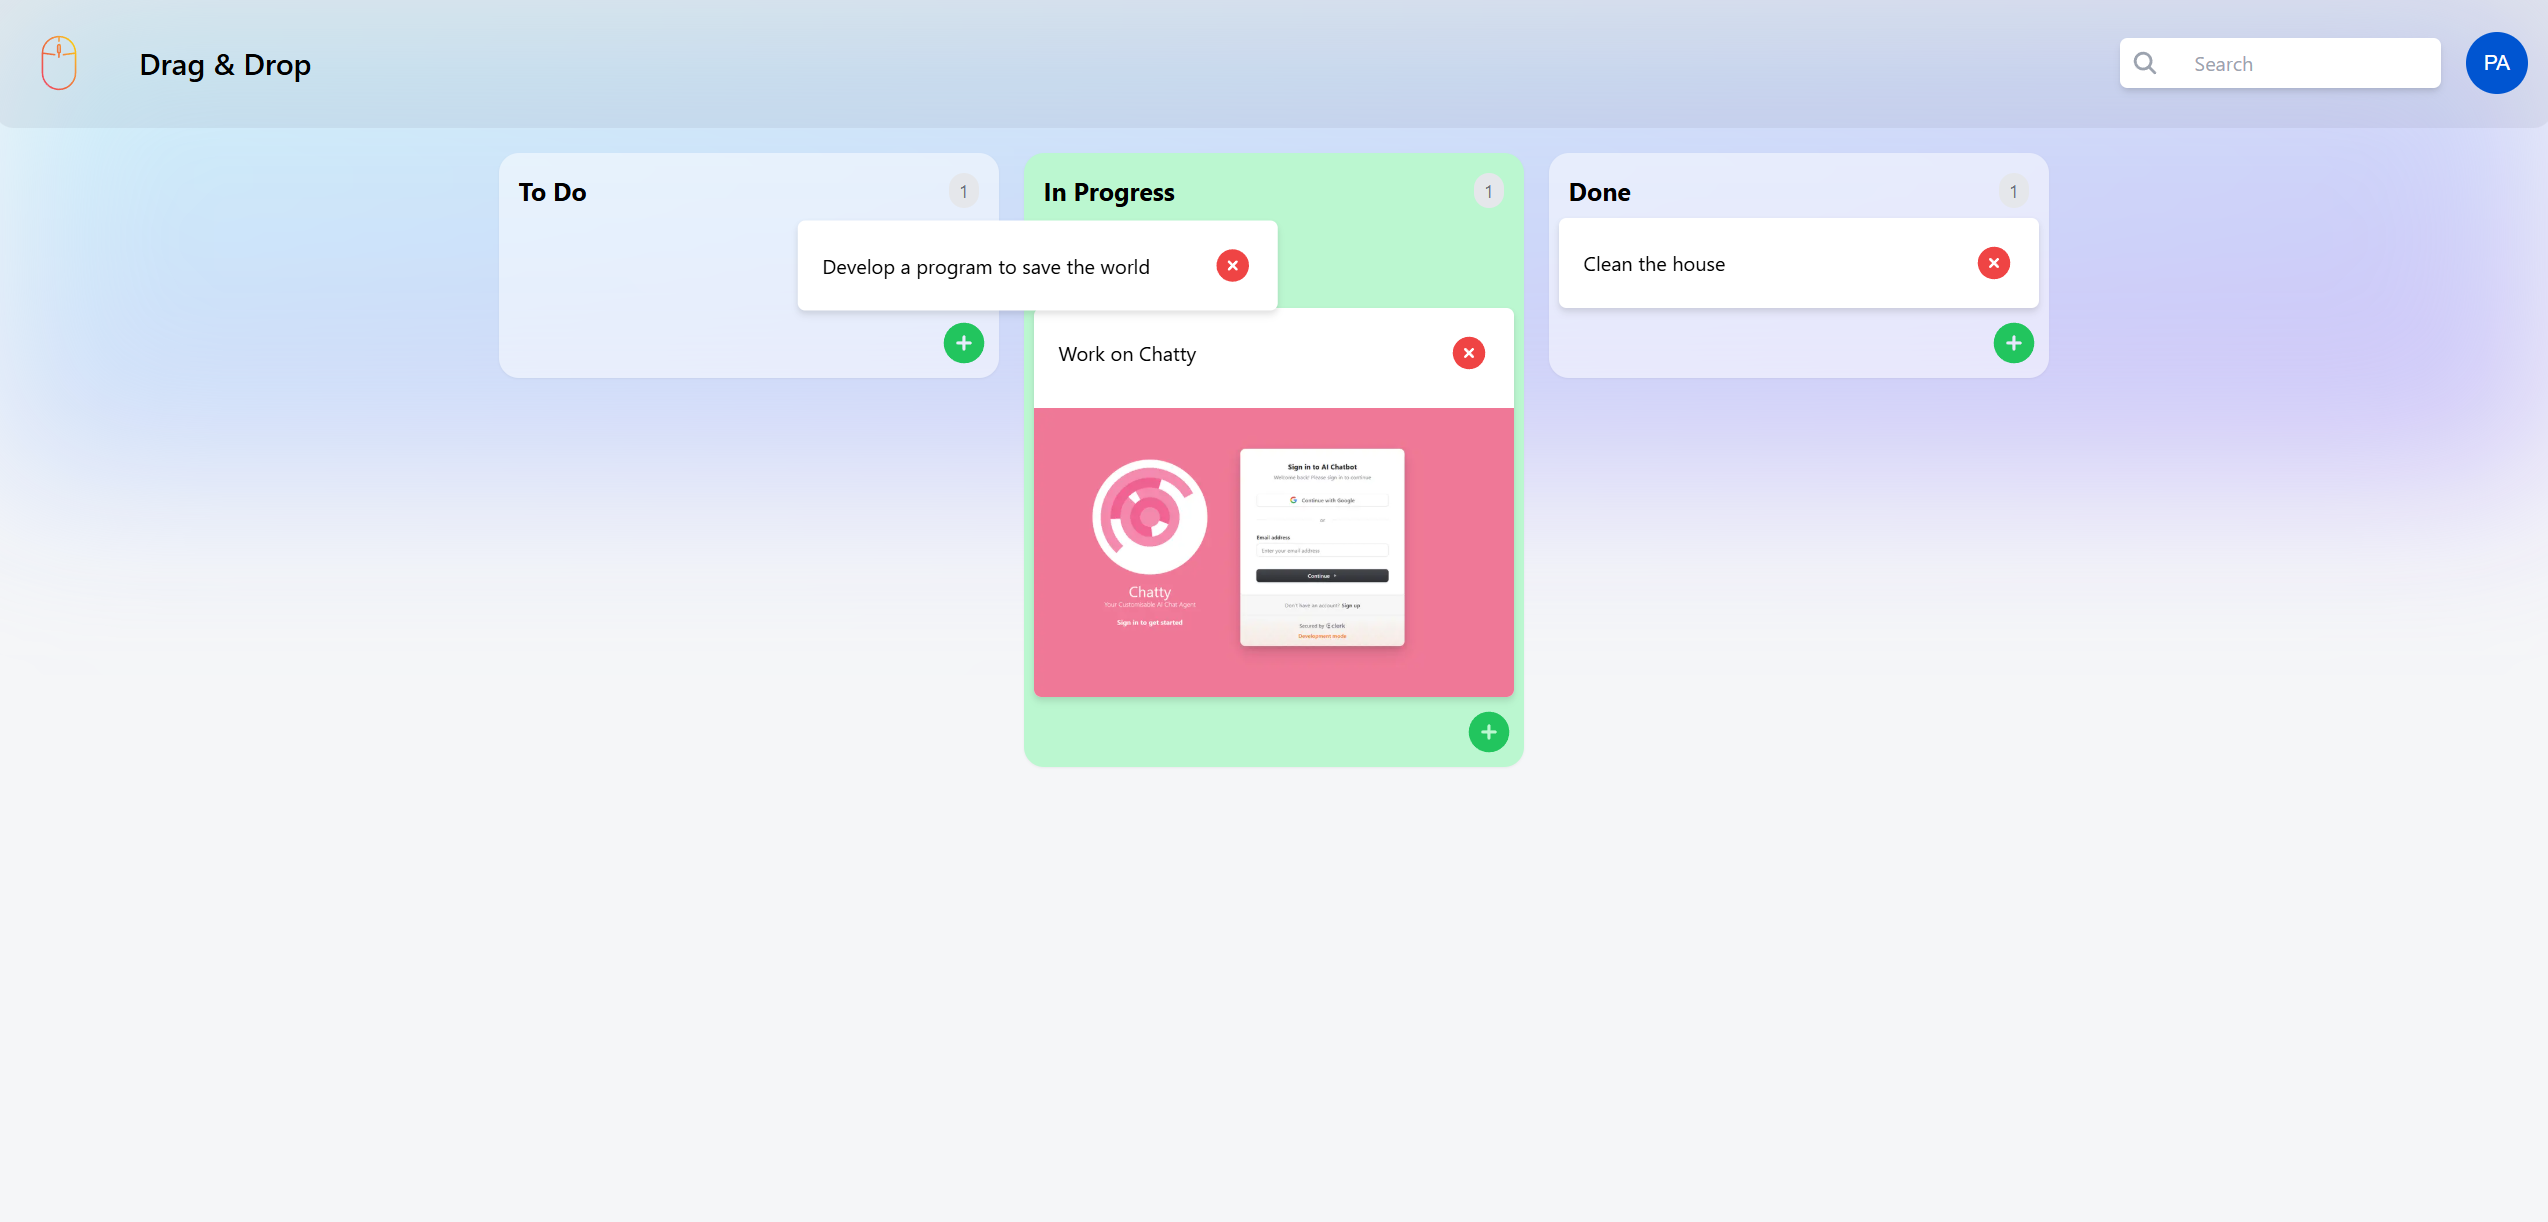 Drag & Drop
Search
PA
To Do
1
In Progress
1
Done
1
Develop a program to save the world
Clean the house
Work on Chatty
Sign in to AI Chatbot
Welcome back! Please sign in to continue
Continue with Google
or
Email address
Enter your email address
Continue
Don't have an account? Sign up
Secured by clerk
Development mode
Chatty
Your Customisable AI Chat Agent
Sign in to get started